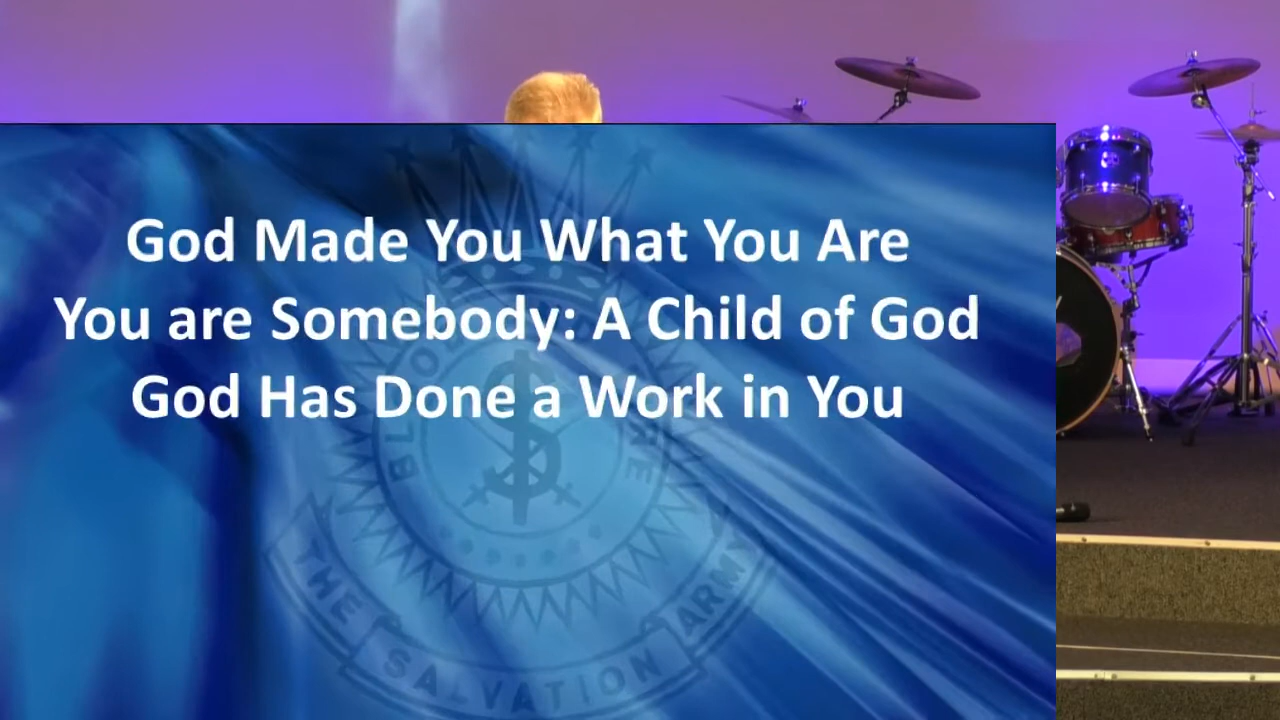 God Made You What You Are
You are Somebody: A Child of God
God Has Done a Work in You
THE SALVATION ARMY